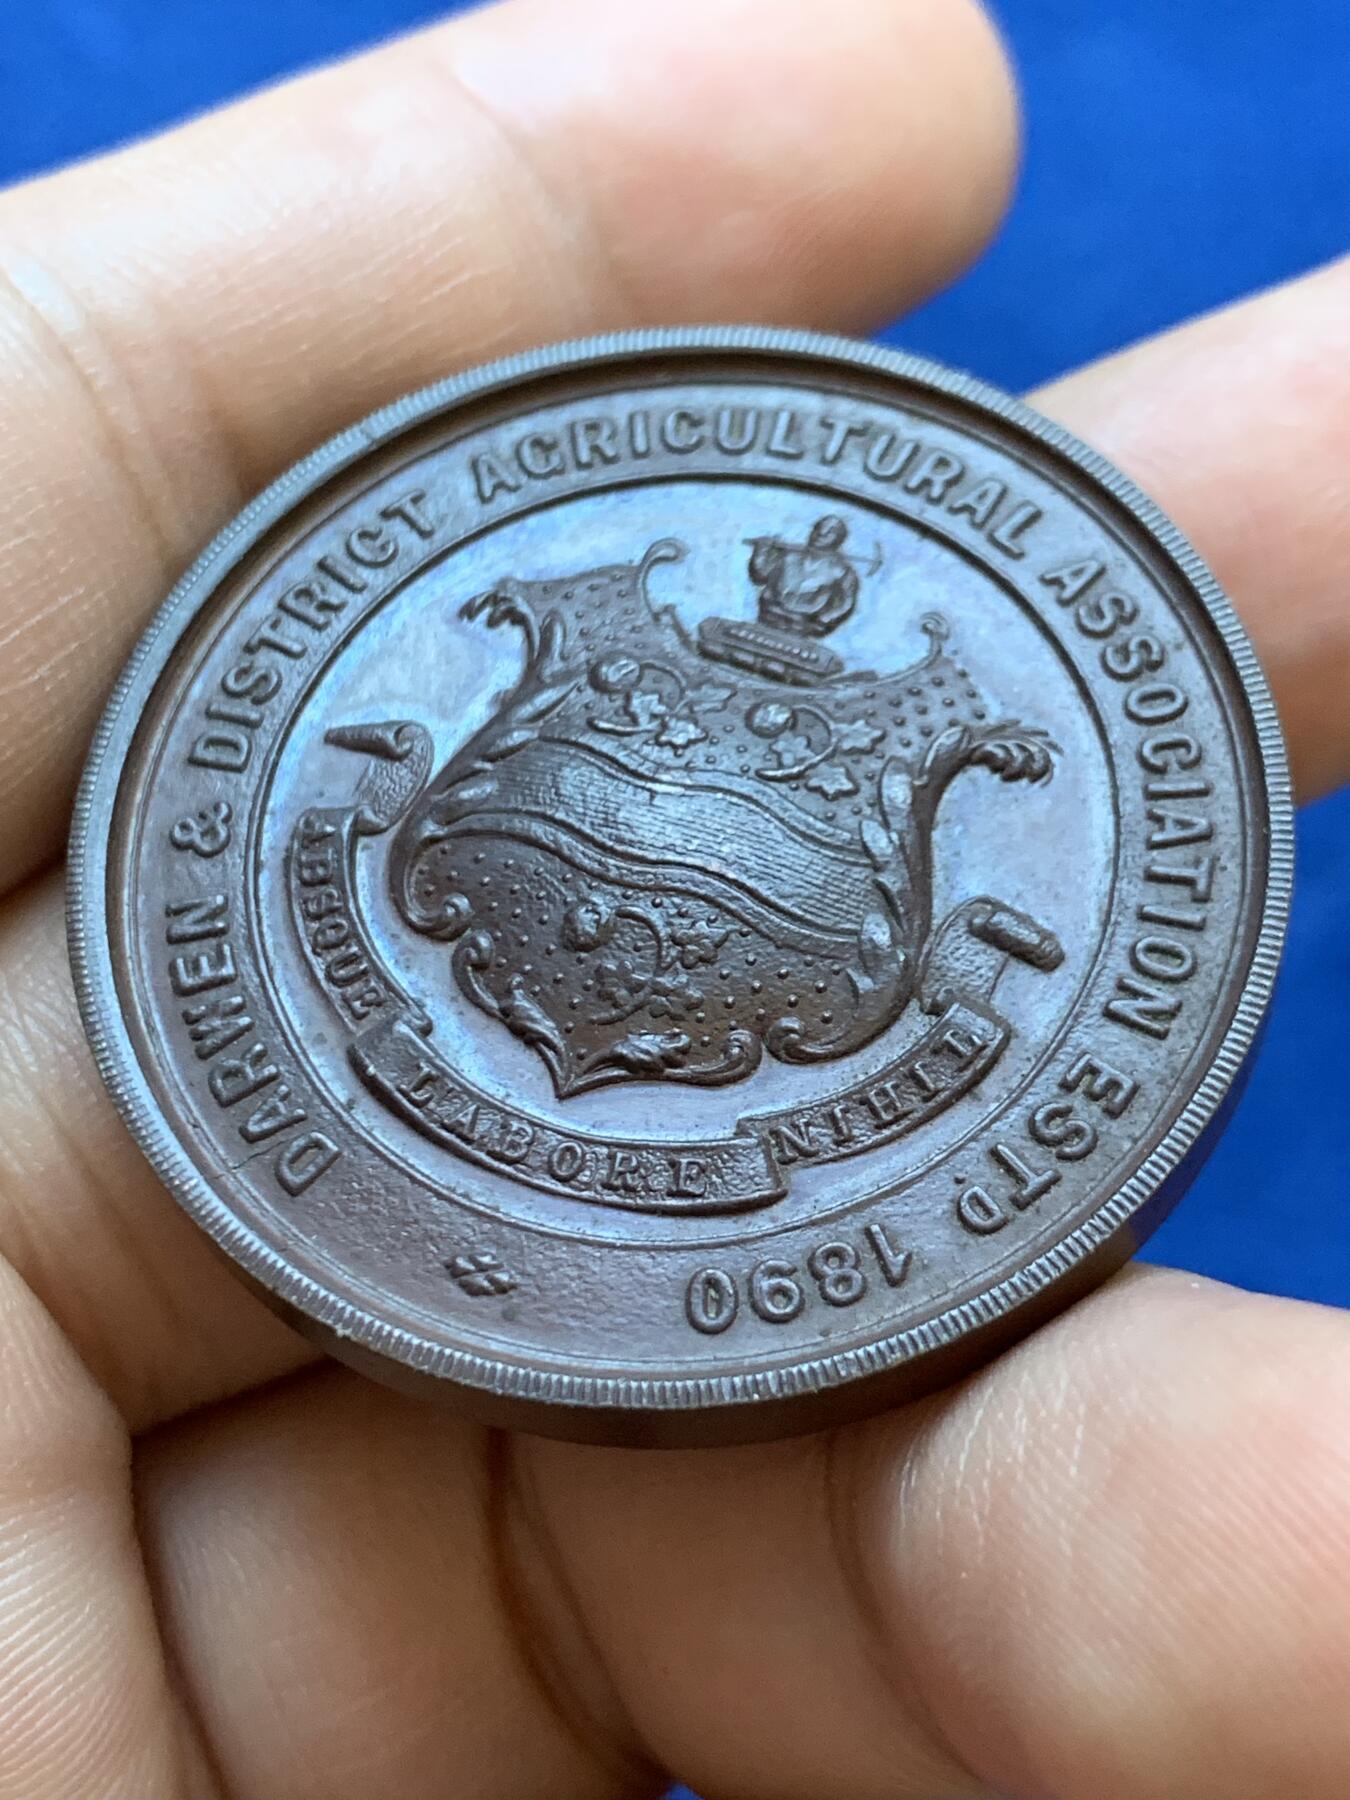 DARWEN & DISTRICT AGRICULTURAL ASSOCIATION ESTD 1890
ABSQUE LABORE NIHIL